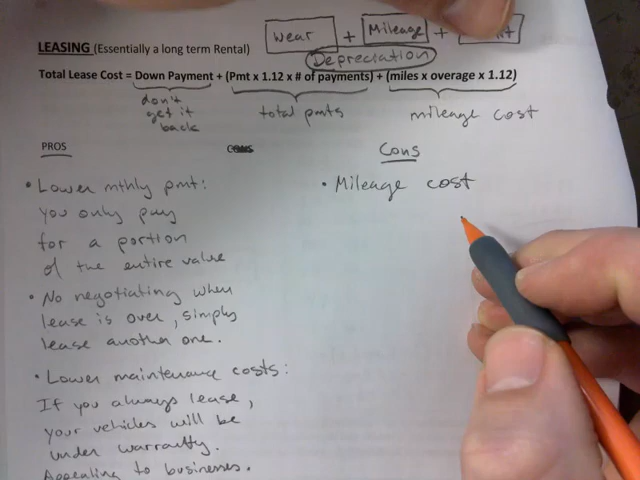 Wear + Mileage +
LEASING (Essentially a long term Rental)
Depreciation
Total Lease Cost = Down Payment + (Pmt x 1.12 x # of payments) + (miles x overage x 1.12)
don't get it back
total pmts
mileage cost
PROS
CONS
Cons
• Lower mthly pmt:
you only pay
for a portion
of the entire value
• No negotiating when
lease is over, simply
lease another one.
• Lower maintenance costs:
If you always lease,
your vehicles will be
under warratty.
Appealing to businesses.
• Mileage cost